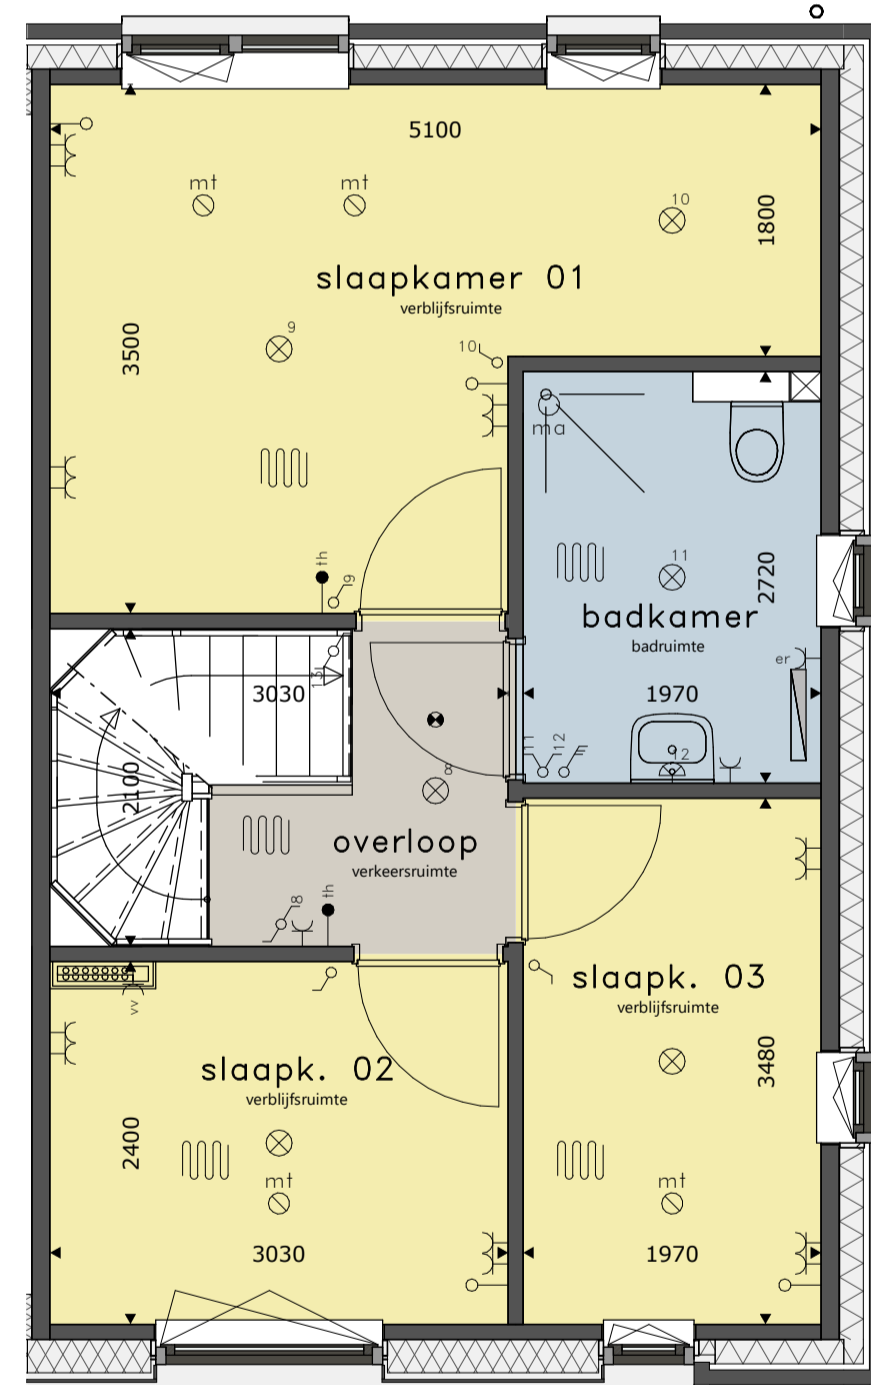 5100
mt
mt
10
1800
slaapkamer 01
verblijfsruimte
9
3500
10
ma
th
9
11
2720
badkamer
badruimte
er
13
3030
1970
11
12
12
2100
8
overloop
verkeersruimte
8
th
vv
slaapk. 03
verblijfsruimte
slaapk. 02
verblijfsruimte
3480
2400
mt
mt
3030
1970